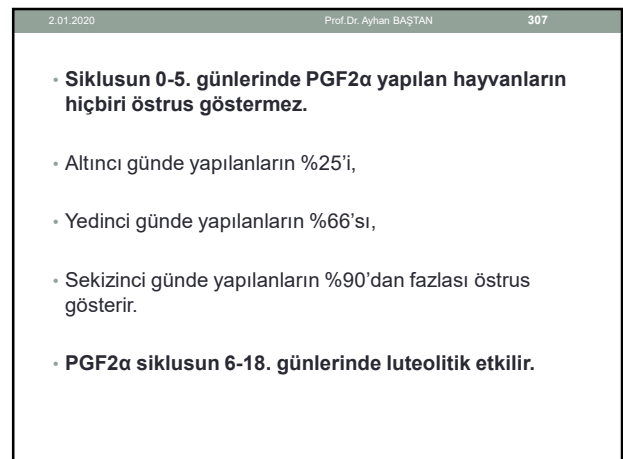 2.01.2020 Prof.Dr. Ayhan BAŞTAN 307
• Siklusun 0-5. günlerinde PGF2α yapılan hayvanların
hiçbiri östrus göstermez.
• Altıncı günde yapılanların %25’i,
• Yedinci günde yapılanların %66’sı,
• Sekizinci günde yapılanların %90’dan fazlası östrus
gösterir.
• PGF2α siklusun 6-18. günlerinde luteolitik etkilir.